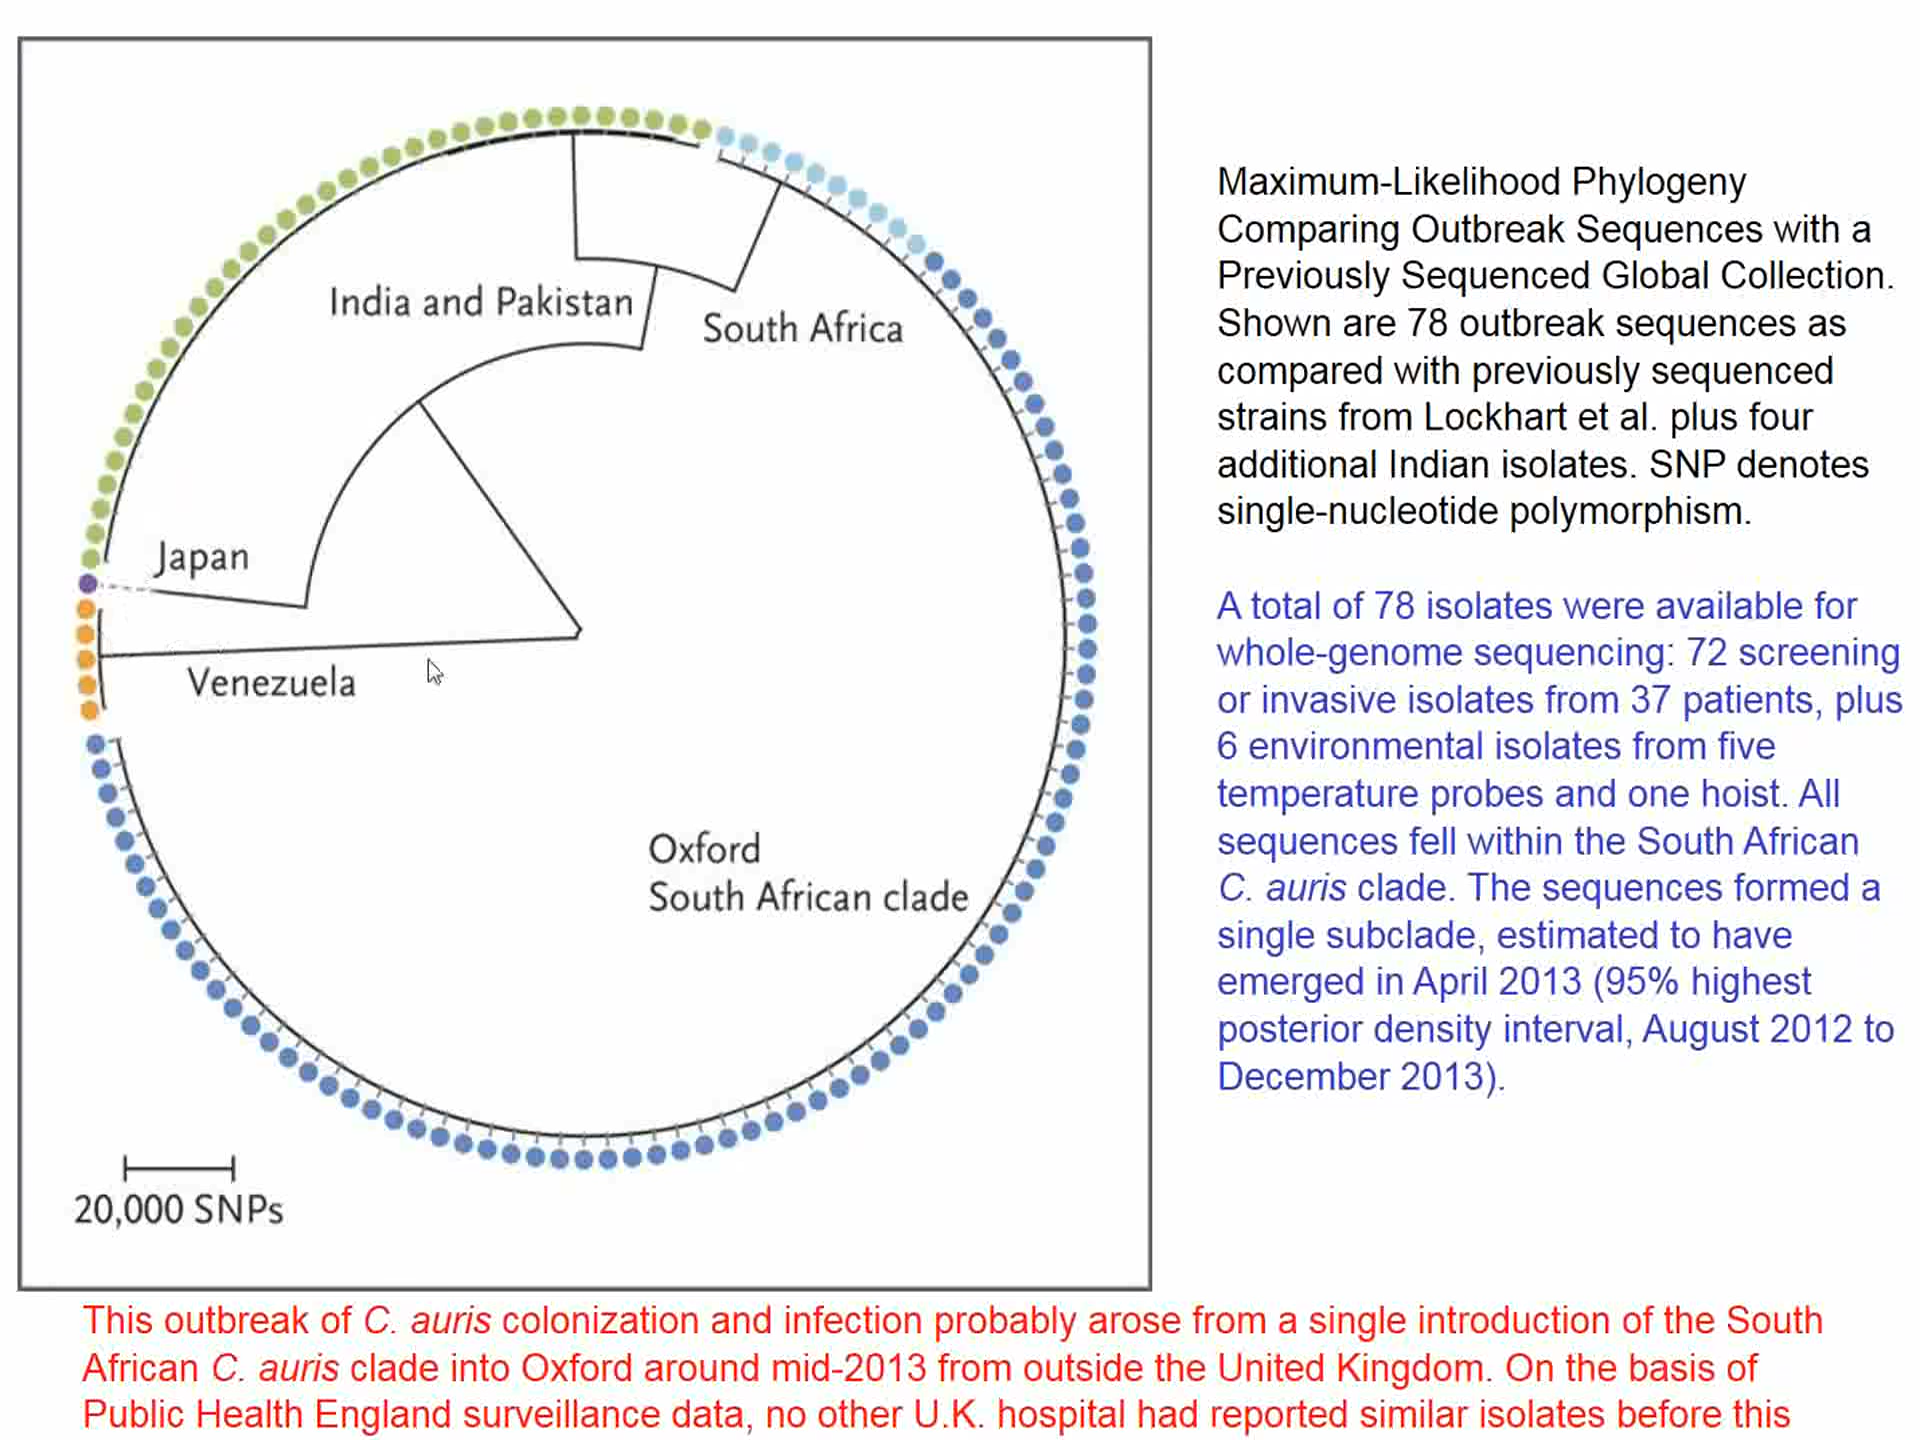 India and Pakistan
South Africa
Japan
Venezuela
Oxford
South African clade
20,000 SNPs
Maximum-Likelihood Phylogeny
Comparing Outbreak Sequences with a
Previously Sequenced Global Collection.
Shown are 78 outbreak sequences as
compared with previously sequenced
strains from Lockhart et al. plus four
additional Indian isolates. SNP denotes
single-nucleotide polymorphism.
A total of 78 isolates were available for
whole-genome sequencing: 72 screening
or invasive isolates from 37 patients, plus
6 environmental isolates from five
temperature probes and one hoist. All
sequences fell within the South African
C. auris clade. The sequences formed a
single subclade, estimated to have
emerged in April 2013 (95% highest
posterior density interval, August 2012 to
December 2013).
This outbreak of C. auris colonization and infection probably arose from a single introduction of the South
African C. auris clade into Oxford around mid-2013 from outside the United Kingdom. On the basis of
Public Health England surveillance data, no other U.K. hospital had reported similar isolates before this